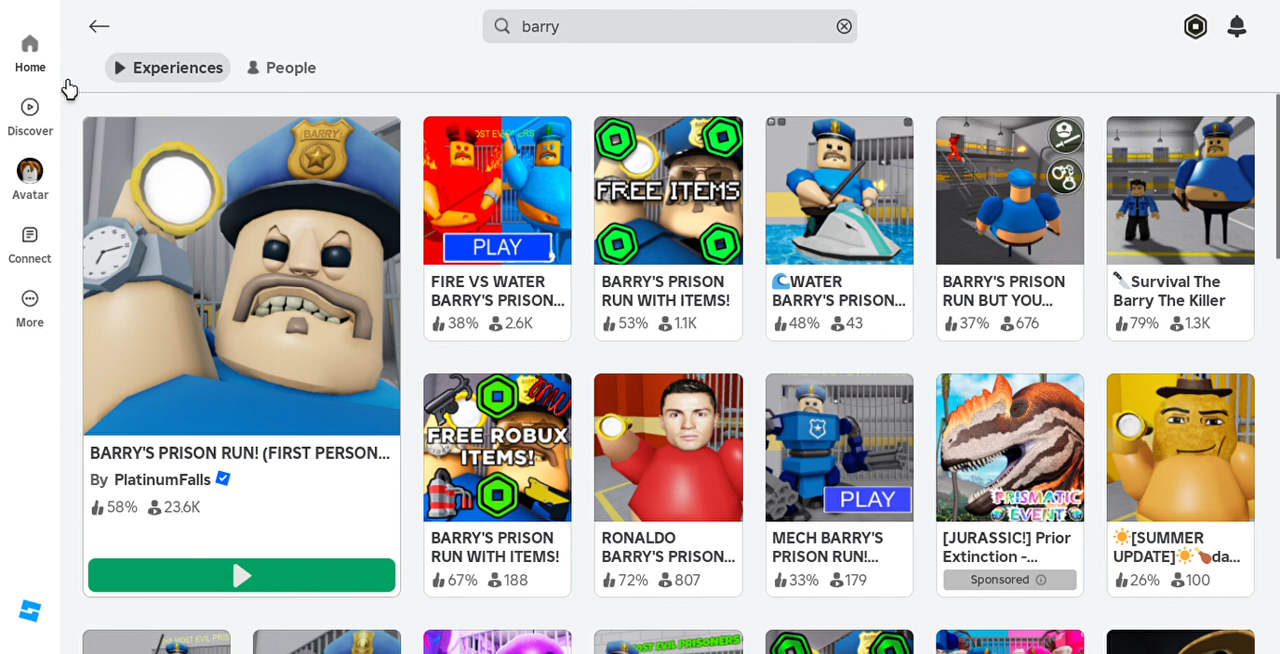 barry
Home
Experiences
People
Discover
Avatar
Connect
More
BARRY
BARRY'S PRISON RUN! (FIRST PERSON...
By PlatinumFalls
58% 23.6K
PLAY
FIRE VS WATER
BARRY'S PRISON...
38% 2.6K
FREE ITEMS
BARRY'S PRISON
RUN WITH ITEMS!
53% 1.1K
🌊WATER
BARRY'S PRISON...
48% 43
BARRY'S PRISON
RUN BUT YOU...
37% 676
🔪Survival The
Barry The Killer
79% 1.3K
FREE ROBUX
ITEMS!
BARRY'S PRISON
RUN WITH ITEMS!
67% 188
RONALDO
BARRY'S PRISON...
72% 807
PLAY
MECH BARRY'S
PRISON RUN!...
33% 179
PRISMATIC
EVENT
[JURASSIC!] Prior
Extinction -...
Sponsored
☀️[SUMMER
UPDATE]☀️🍗da...
26% 100